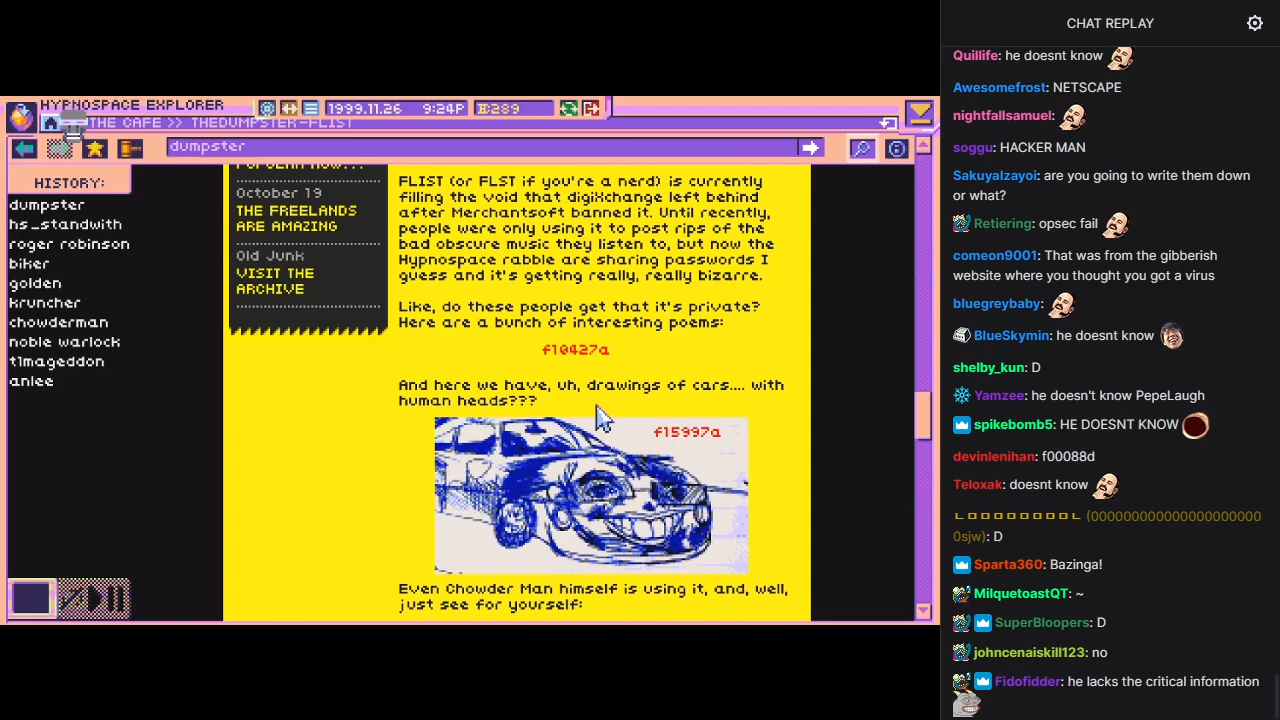 HYPNOSPACE EXPLORER
1999.11.26 9:24P
289
THE CAFE >> THEDUMPSTER-FLIST
dumpster
HISTORY:
dumpster
hs_standwith
roger robinson
biker
golden
kruncher
chowderman
noble warlock
t1mageddon
anlee
October 19
THE FREELANDS
ARE AMAZING
Old Junk
VISIT THE
ARCHIVE
FLIST (or FLST if you're a nerd) is currently
filling the void that digiXchange left behind
after Merchantsoft banned it. Until recently,
people were only using it to post rips of the
bad obscure music they listen to, but now the
Hypnospace rabble are sharing passwords I
guess and it's getting really, really bizarre.
Like, do these people get that it's private?
Here are a bunch of interesting poems:
f10427a
And here we have, uh, drawings of cars.... with
human heads???
f15997a
Even Chowder Man himself is using it, and, well,
just see for yourself:
CHAT REPLAY
Quillife: he doesnt know
Awesomefrost: NETSCAPE
nightfallsamuel:
soggu: HACKER MAN
Sakuyalzayoi: are you going to write them down
or what?
Retiering: opsec fail
comeon9001: That was from the gibberish
website where you thought you got a virus
bluegreybaby:
BlueSkymin: he doesnt know
shelby_kun: D
Yamzee: he doesn't know PepeLaugh
spikebomb5: HE DOESNT KNOW
devinlenihan: f00088d
Teloxak: doesnt know
Sparta360: Bazinga!
MilquetoastQT: ~
SuperBloopers: D
johncenaiskill123: no
Fidofidder: he lacks the critical information